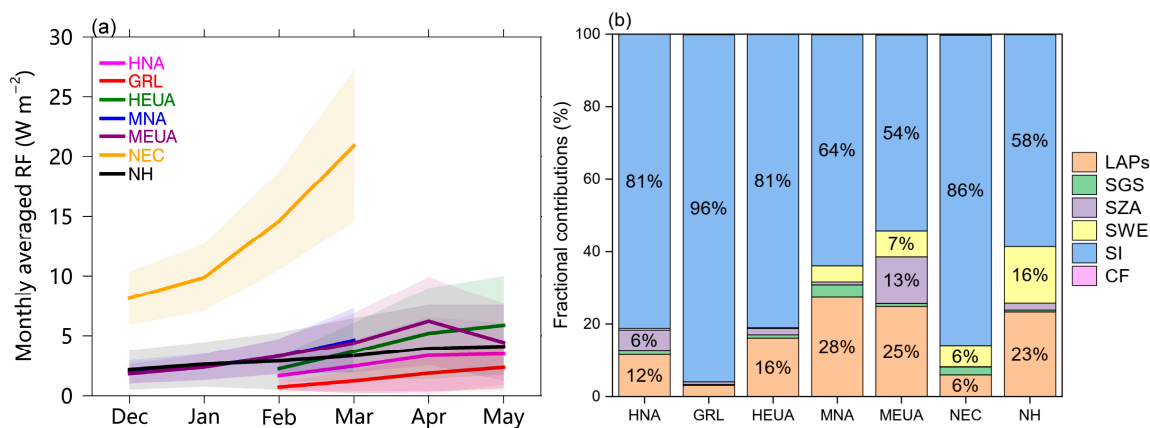 (a)
Monthly averaged RF (W m⁻²)
30
25
20
15
10
5
0
HNA
GRL
HEUA
MNA
MEUA
NEC
NH
Dec Jan Feb Mar Apr May
(b)
Fractional contributions (%)
100
80
60
40
20
0
81% 96% 81% 64% 54% 86% 58%
7%
13%
16%
6%
6%
12% 16% 28% 25% 6% 23%
HNA GRL HEUA MNA MEUA NEC NH
LAPs
SGS
SZA
SWE
SI
CF